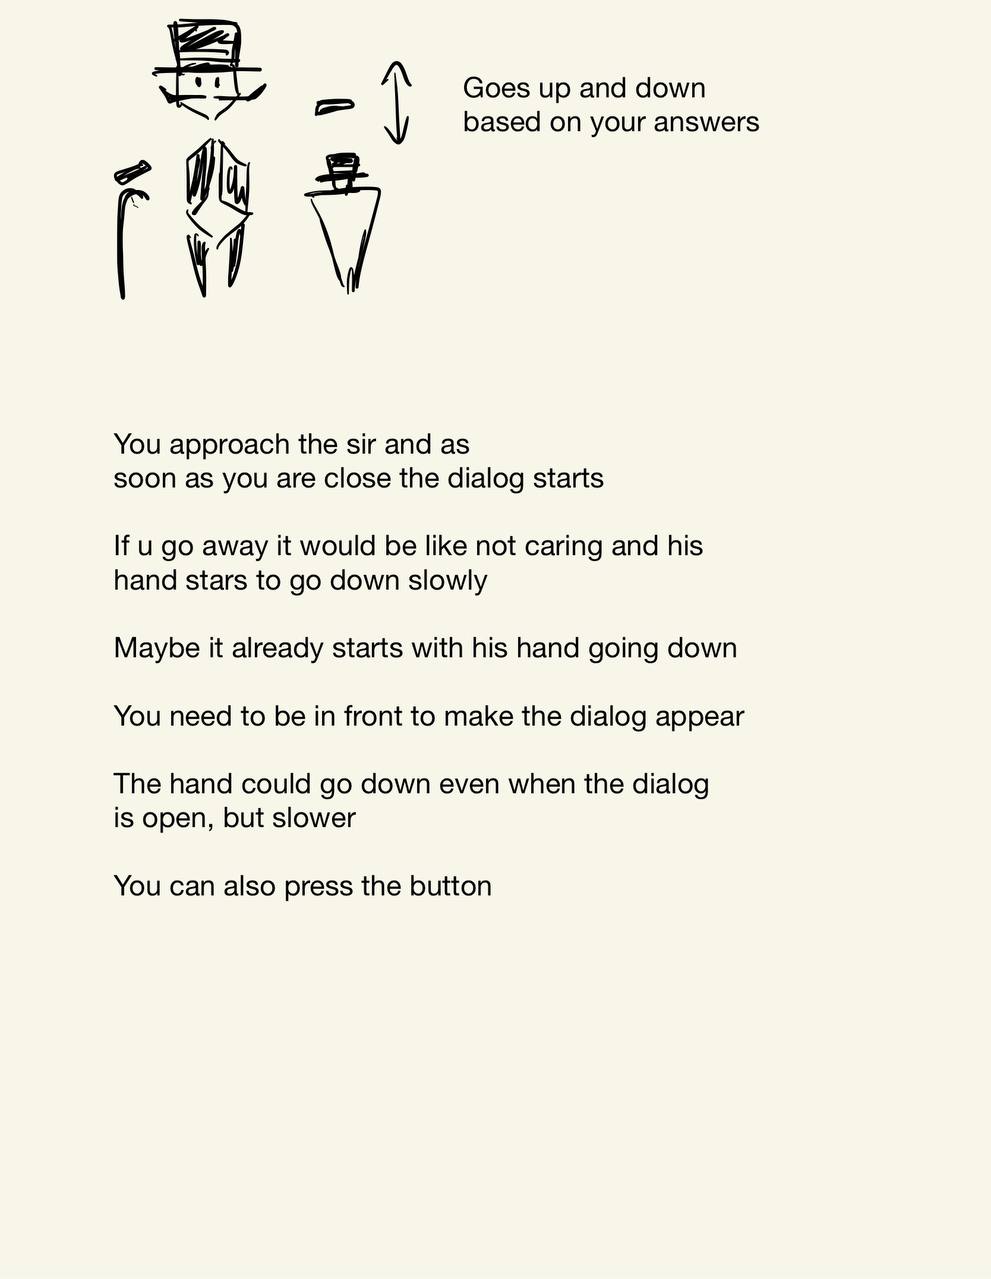 Goes up and down
based on your answers
You approach the sir and as
soon as you are close the dialog starts
If u go away it would be like not caring and his
hand stars to go down slowly
Maybe it already starts with his hand going down
You need to be in front to make the dialog appear
The hand could go down even when the dialog
is open, but slower
You can also press the button